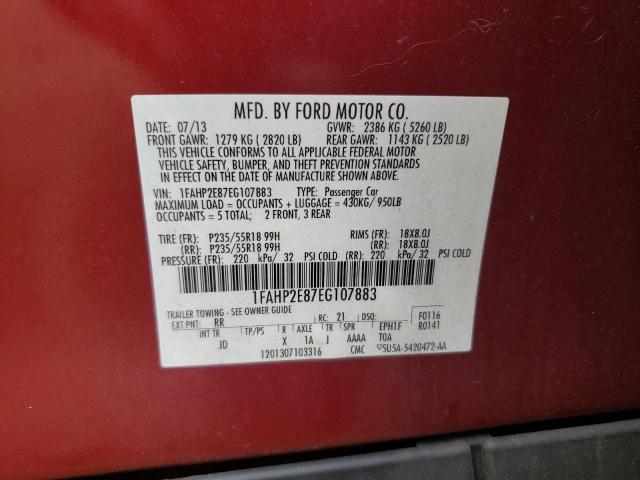 MFD. BY FORD MOTOR CO.
DATE: 07/13 GVWR: 2386 KG ( 5260 LB)
FRONT GAWR: 1279 KG ( 2820 LB) REAR GAWR: 1143 KG ( 2520 LB)
THIS VEHICLE CONFORMS TO ALL APPLICABLE FEDERAL MOTOR
VEHICLE SAFETY, BUMPER, AND THEFT PREVENTION STANDARDS
IN EFFECT ON THE DATE OF MANUFACTURE SHOWN ABOVE.
VIN: 1FAHP2E87EG107883 TYPE: Passenger Car
MAXIMUM LOAD = OCCUPANTS + LUGGAGE = 430KG/ 950LB
OCCUPANTS = 5 TOTAL; 2 FRONT, 3 REAR
TIRE (FR): P235/55R18 99H RIMS (FR): 18X8.0J
(RR): P235/55R18 99H (RR): 18X8.0J
PRESSURE (FR): 220 kPa/ 32 PSI COLD (RR): 220 kPa/ 32 PSI COLD
1FAHP2E87EG107883
TRAILER TOWING - SEE OWNER GUIDE
EXT PNT: RR RC: 21 DSO: F0116
INT TR TP/PS R AXLE TR SPR EPH1F R0141
JD X 1A J AAAA TOA
1201307103316 CMC 5U5A-5420472-AA